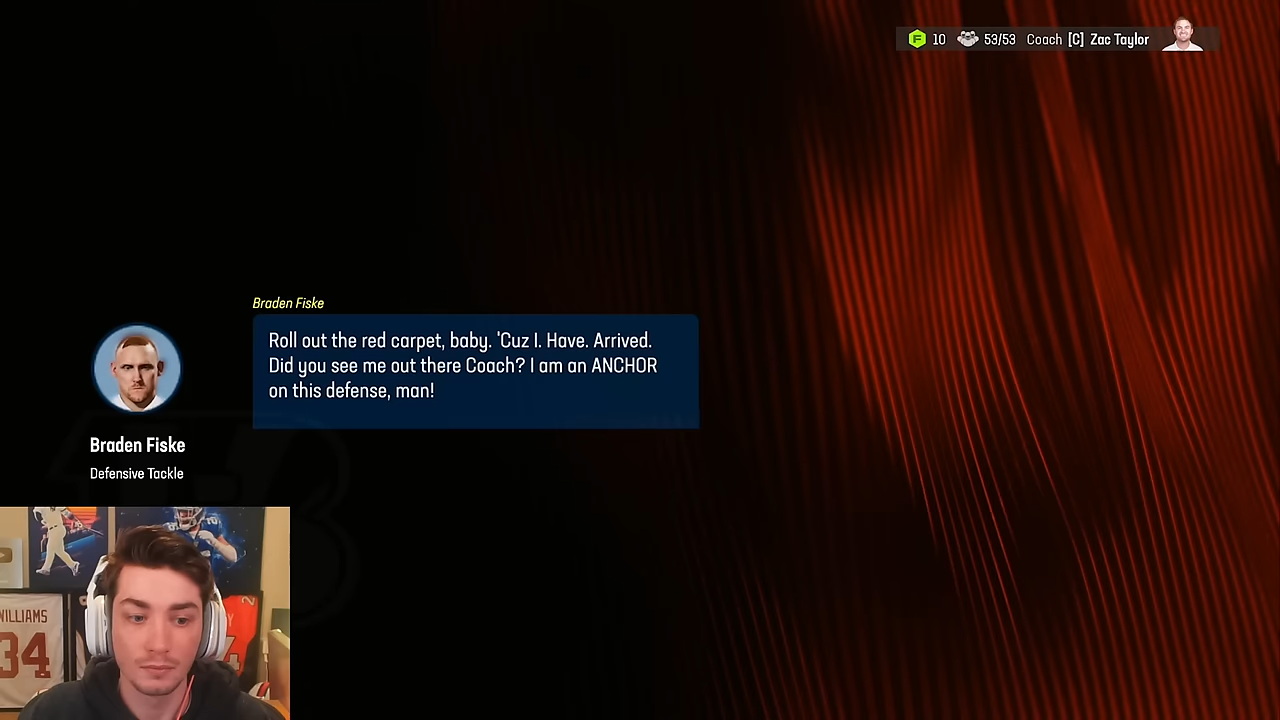 10 53/53 Coach [C] Zac Taylor
Braden Fiske
Roll out the red carpet, baby. 'Cuz I. Have. Arrived.
Did you see me out there Coach? I am an ANCHOR
on this defense, man!
Braden Fiske
Defensive Tackle
WILLIAMS
34